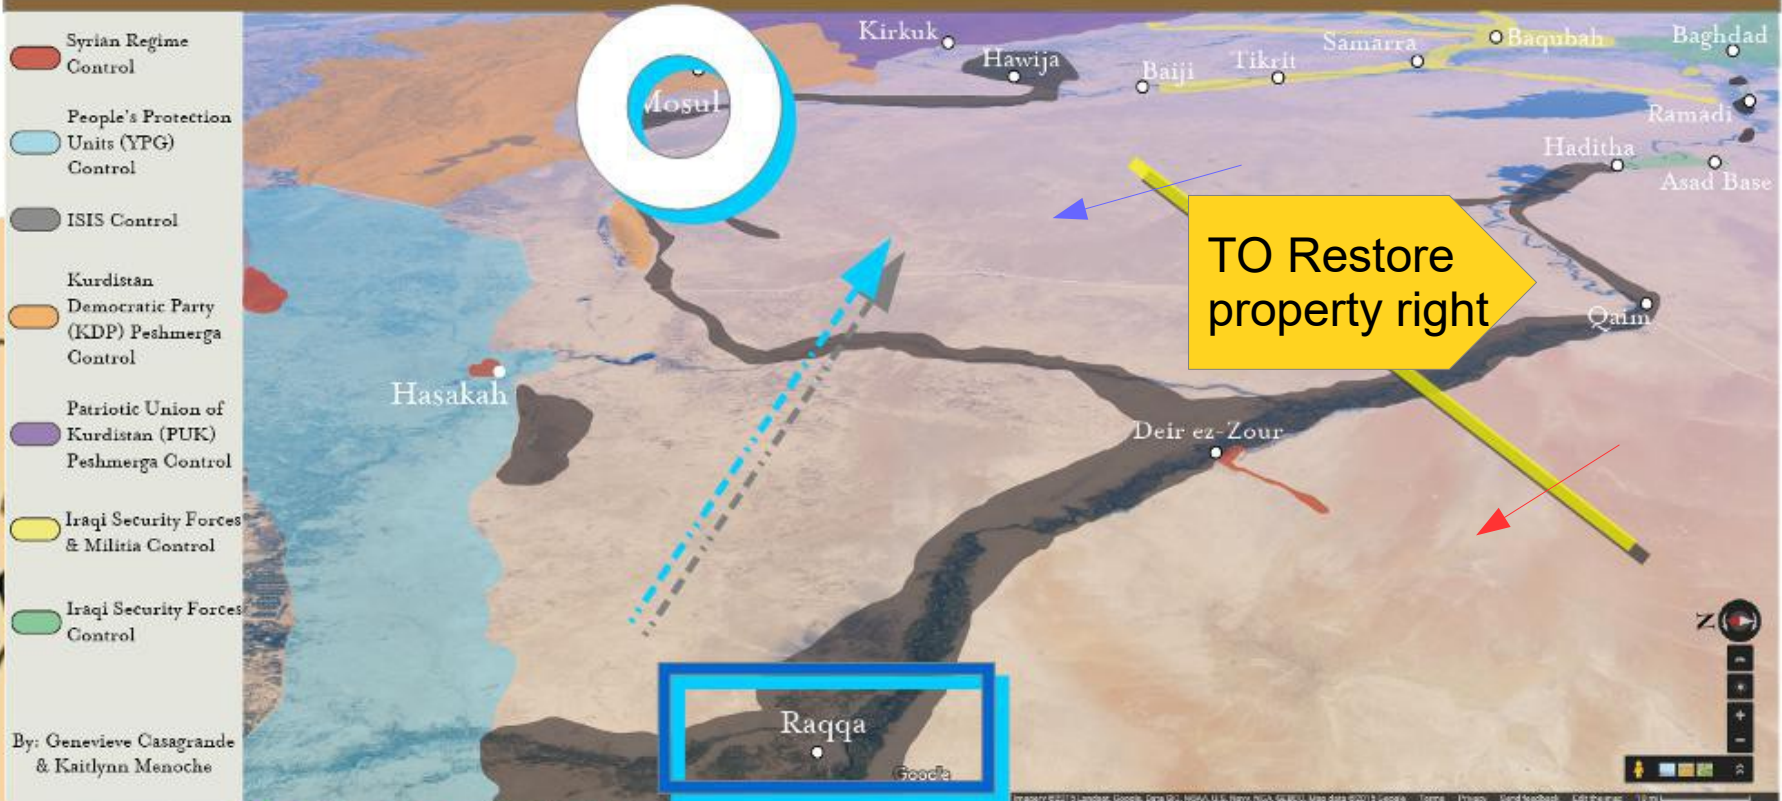 Syrian Regime
Control
People's Protection
Units (YPG)
Control
ISIS Control
Kurdistan
Democratic Party
(KDP) Peshmerga
Control
Patriotic Union of
Kurdistan (PUK)
Peshmerga Control
Iraqi Security Forces
& Militia Control
Iraqi Security Forces
Control
By: Genevieve Casagrande
& Kaitlynn Menoche
Kirkuk
Hawija
Mosul
Baiji
Tikrit
Samarra
Baqubah
Baghdad
Ramadi
Haditha
Asad Base
TO Restore
property right
Qaim
Hasakah
Deir ez-Zour
N
Raqqa
Google